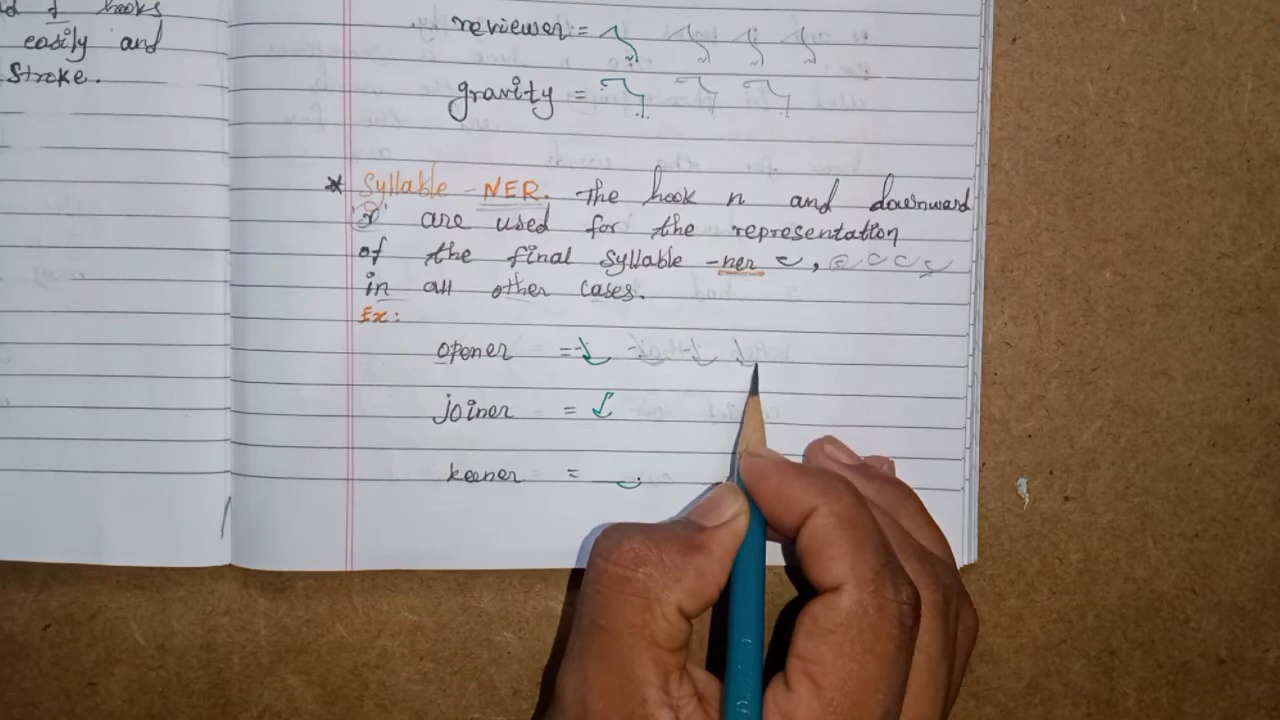 hooks
easily and
Stroke.
reviewer =
gravity =
* Syllable - NER. The hook n and downward
'r' are used for the representation
of the final syllable -ner ,
in all other cases.
Ex:
opener =
joiner =
keener =